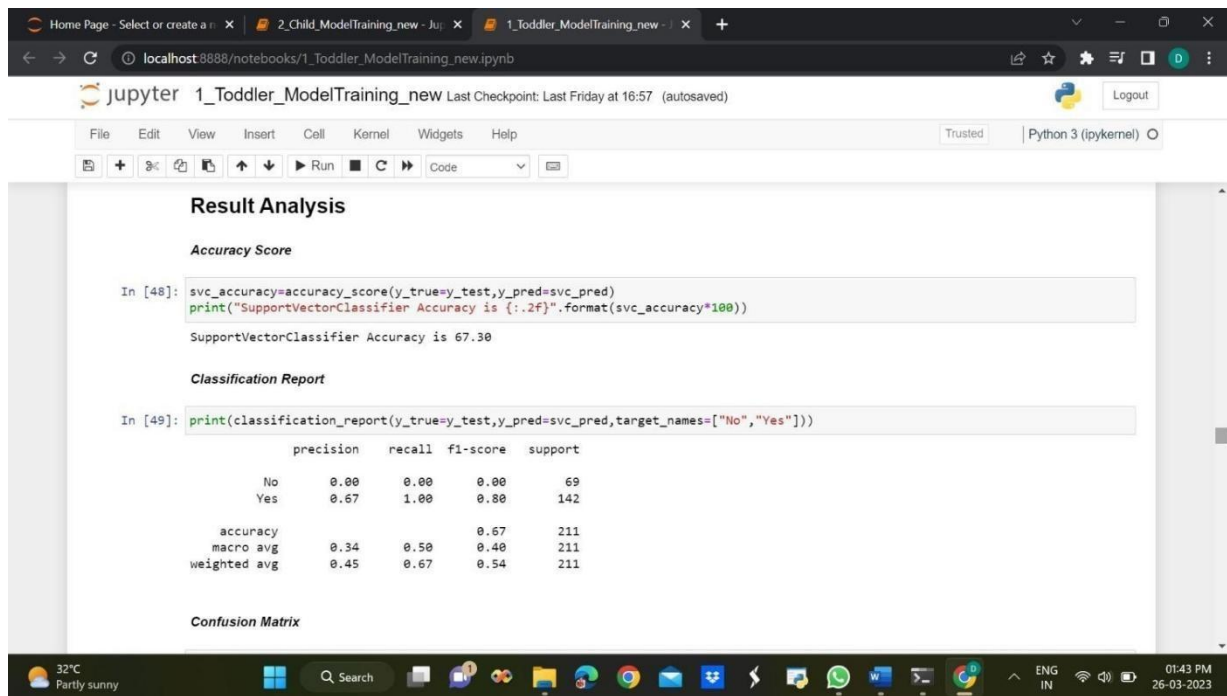 Home Page - Select or create a n
2_Child_ModelTraining_new - Jup
1_Toddler_ModelTraining_new - J
localhost:8888/notebooks/1_Toddler_ModelTraining_new.ipynb
D
jupyter 1_Toddler_ModelTraining_new Last Checkpoint: Last Friday at 16:57 (autosaved)
Logout
File Edit View Insert Cell Kernel Widgets Help
Trusted Python 3 (ipykernel)
Run Code
Result Analysis
Accuracy Score
In [48]: svc_accuracy=accuracy_score(y_true=y_test,y_pred=svc_pred)
print("SupportVectorClassifier Accuracy is {:.2f}".format(svc_accuracy*100))
SupportVectorClassifier Accuracy is 67.30
Classification Report
In [49]: print(classification_report(y_true=y_test,y_pred=svc_pred,target_names=["No","Yes"]))
precision recall f1-score support
No 0.00 0.00 0.00 69
Yes 0.67 1.00 0.80 142
accuracy 0.67 211
macro avg 0.34 0.50 0.40 211
weighted avg 0.45 0.67 0.54 211
Confusion Matrix
32°C
Partly sunny
Search
1
W
D
ENG
IN
01:43 PM
26-03-2023